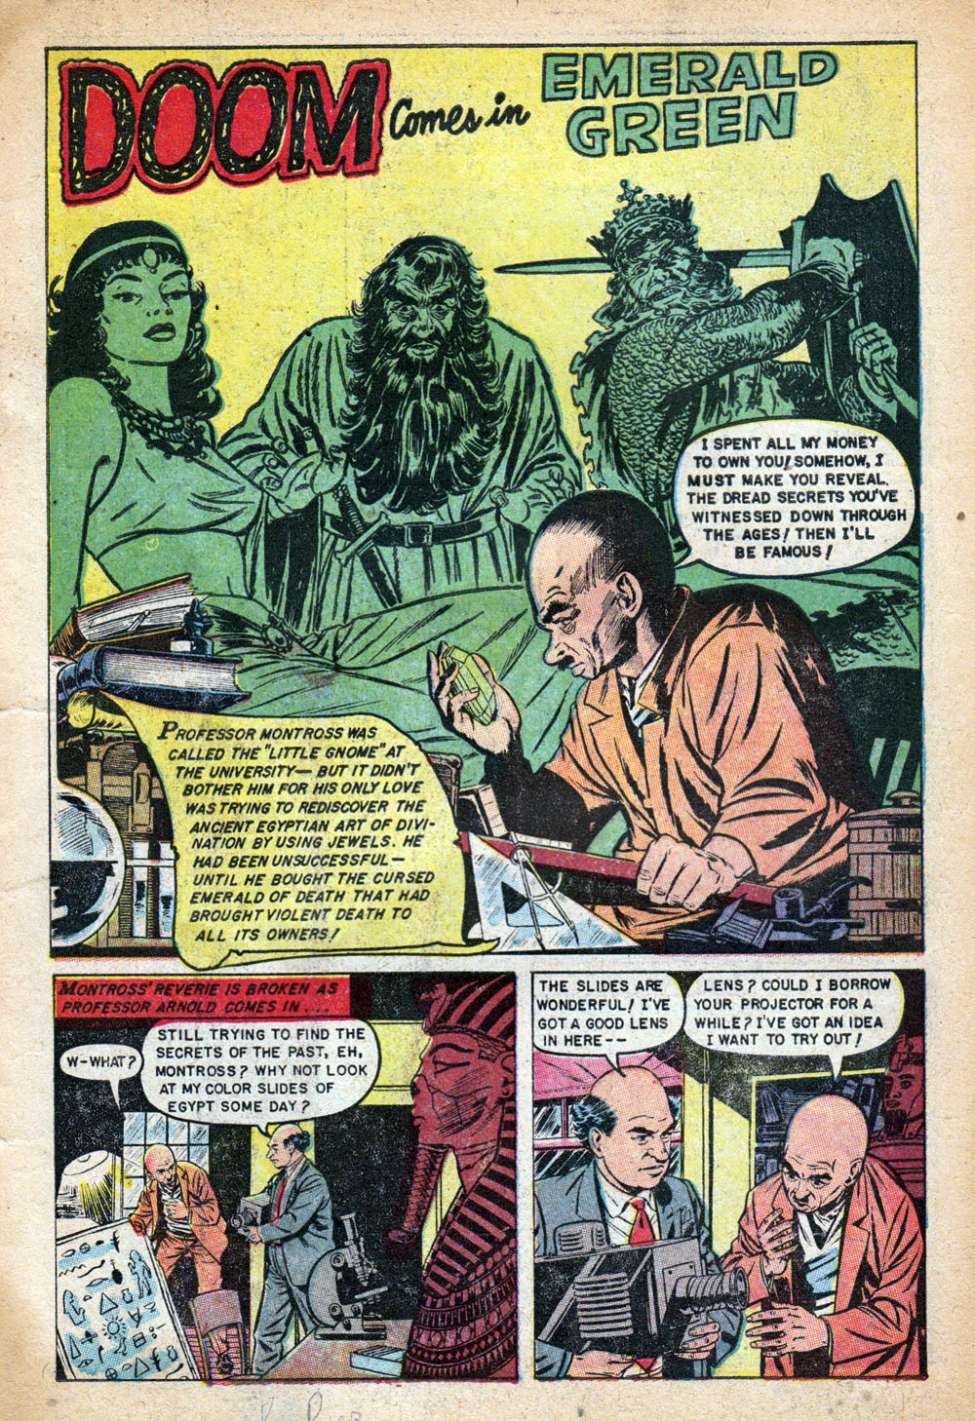 DOOM Comes in EMERALD
GREEN
I SPENT ALL MY MONEY
TO OWN YOU! SOMEHOW, I
MUST MAKE YOU REVEAL
THE DREAD SECRETS YOU'VE
WITNESSED DOWN THROUGH
THE AGES! THEN I'LL
BE FAMOUS!
PROFESSOR MONTROSS WAS
CALLED THE "LITTLE GNOME" AT
THE UNIVERSITY— BUT IT DIDN'T
BOTHER HIM FOR HIS ONLY LOVE
WAS TRYING TO REDISCOVER THE
ANCIENT EGYPTIAN ART OF DIVI-
NATION BY USING JEWELS. HE
HAD BEEN UNSUCCESSFUL—
UNTIL HE BOUGHT THE CURSED
EMERALD OF DEATH THAT HAD
BROUGHT VIOLENT DEATH TO
ALL ITS OWNERS!
MONTROSS' REVERIE IS BROKEN AS
PROFESSOR ARNOLD COMES IN . . .
W-WHAT?
STILL TRYING TO FIND THE
SECRETS OF THE PAST, EH,
MONTROSS? WHY NOT LOOK
AT MY COLOR SLIDES OF
EGYPT SOME DAY?
THE SLIDES ARE
WONDERFUL! I'VE
GOT A GOOD LENS
IN HERE--
LENS? COULD I BORROW
YOUR PROJECTOR FOR A
WHILE? I'VE GOT AN IDEA
I WANT TO TRY OUT!